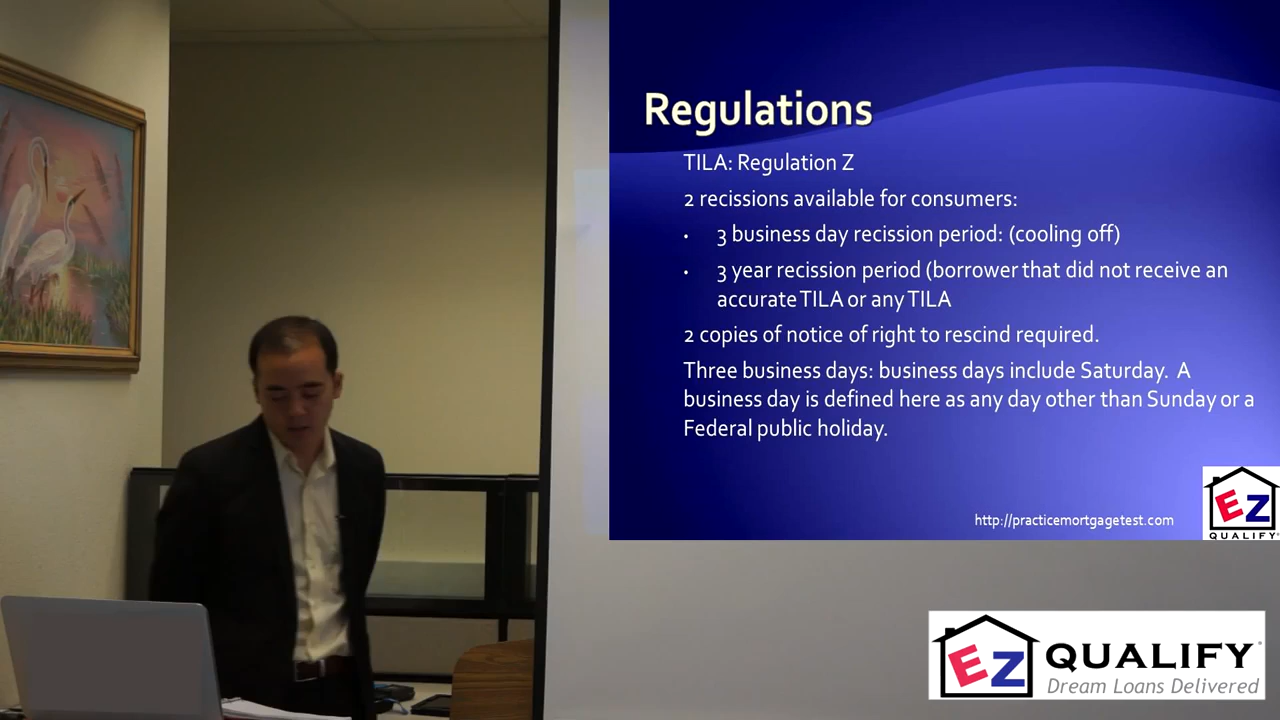 Regulations
TILA: Regulation Z
2 recissions available for consumers:
• 3 business day recission period: (cooling off)
• 3 year recission period (borrower that did not receive an
accurate TILA or any TILA
2 copies of notice of right to rescind required.
Three business days: business days include Saturday. A
business day is defined here as any day other than Sunday or a
Federal public holiday.
http://practicemortgagetest.com
EZ
QUALIFY
EZ QUALIFY
Dream Loans Delivered